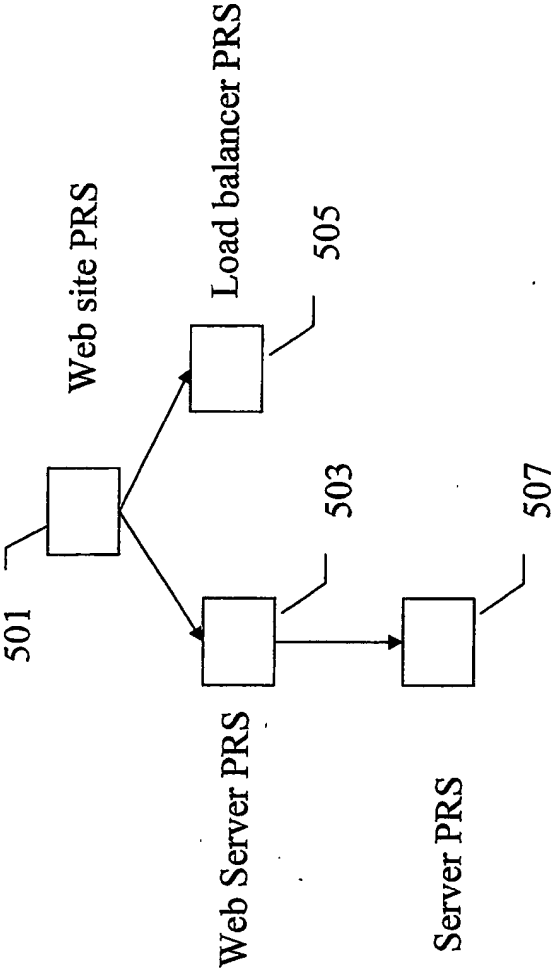 501
Web site PRS
Load balancer PRS
505
Web Server PRS
503
Server PRS
507